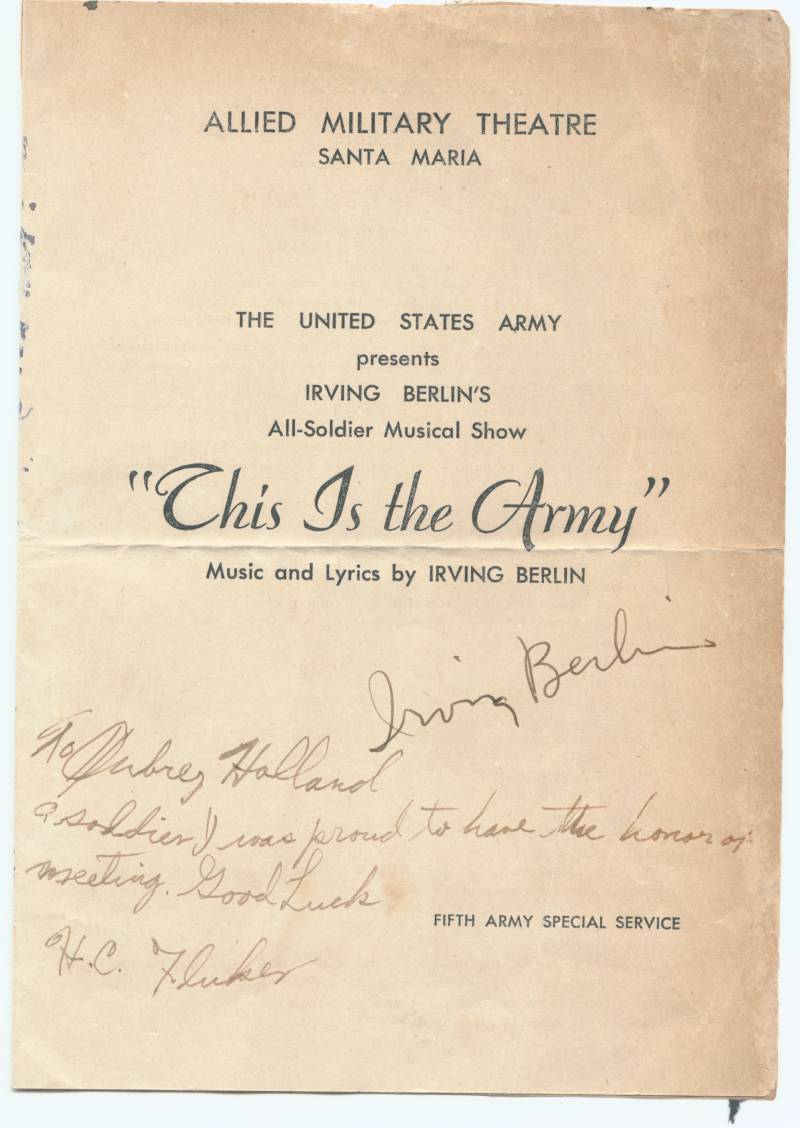 ALLIED MILITARY THEATRE
SANTA MARIA
THE UNITED STATES ARMY
presents
IRVING BERLIN'S
All-Soldier Musical Show
"This Is the Army"
Music and Lyrics by IRVING BERLIN
Irving Berlin
To Aubrey Holland
a soldier I was proud to have the honor of
meeting. Good Luck
FIFTH ARMY SPECIAL SERVICE
H.C.